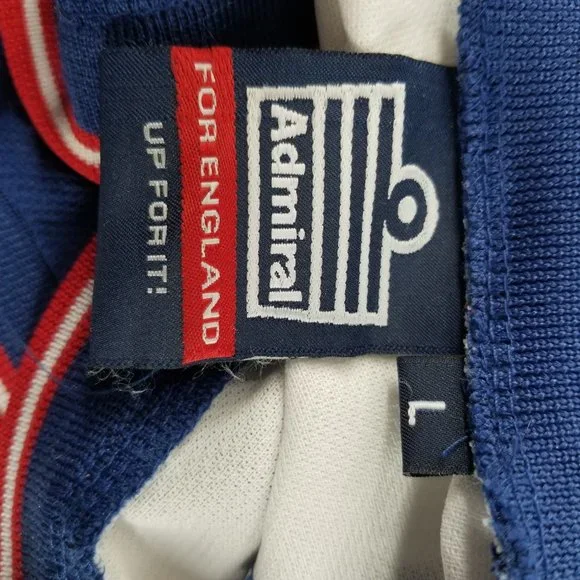 Admiral
FOR ENGLAND
UP FOR IT!
L